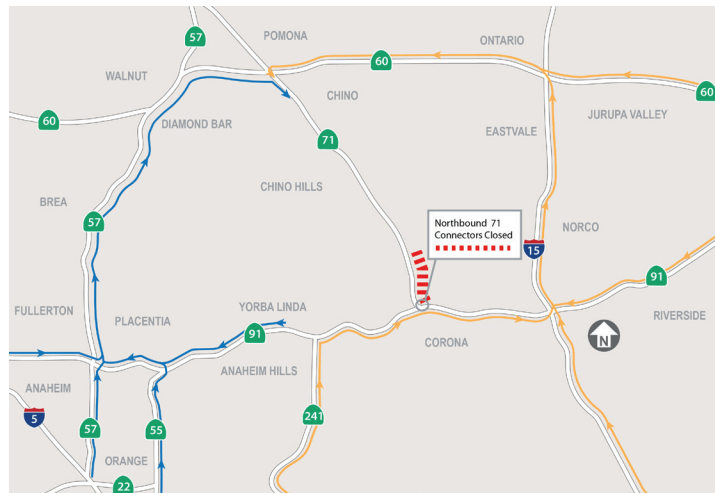 57
POMONA
ONTARIO
60
WALNUT
CHINO
60
60
DIAMOND BAR
JURUPA VALLEY
EASTVALE
71
CHINO HILLS
BREA
57
Northbound 71
Connectors Closed
NORCO
15
91
FULLERTON
PLACENTIA
YORBA LINDA
91
CORONA
RIVERSIDE
N
ANAHEIM HILLS
ANAHEIM
5
57
55
241
ORANGE
22